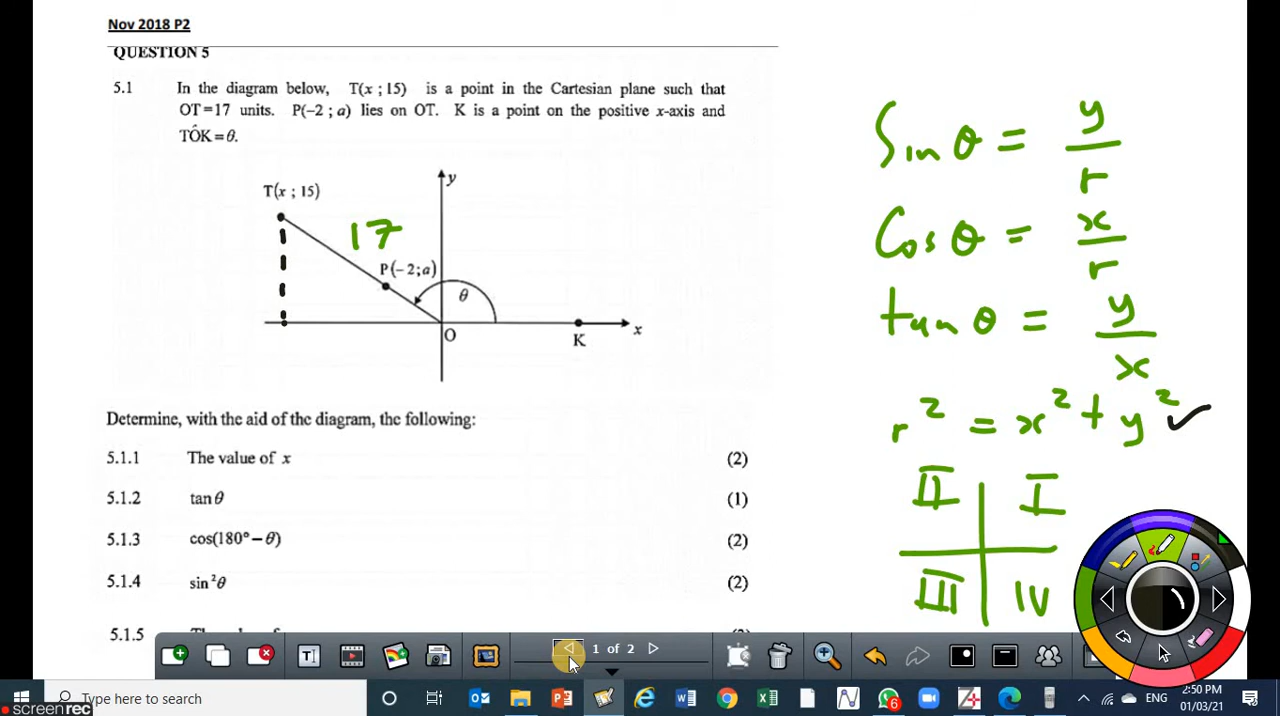 Nov 2018 P2
QUESTION 5
5.1 In the diagram below, T(x ; 15) is a point in the Cartesian plane such that
OT = 17 units. P(−2 ; a) lies on OT. K is a point on the positive x-axis and
TÔK = θ.
T(x ; 15)
17
P(−2; a)
θ
y
O
K
x
Determine, with the aid of the diagram, the following:
5.1.1 The value of x (2)
5.1.2 tan θ (1)
5.1.3 cos(180° − θ) (2)
5.1.4 sin²θ (2)
5.1.5
Sin θ = y/r
Cos θ = x/r
tan θ = y/x
r² = x² + y² ✓
II I
III IV
1 of 2
Type here to search
6
ENG
2:50 PM
01/03/21
screenrec